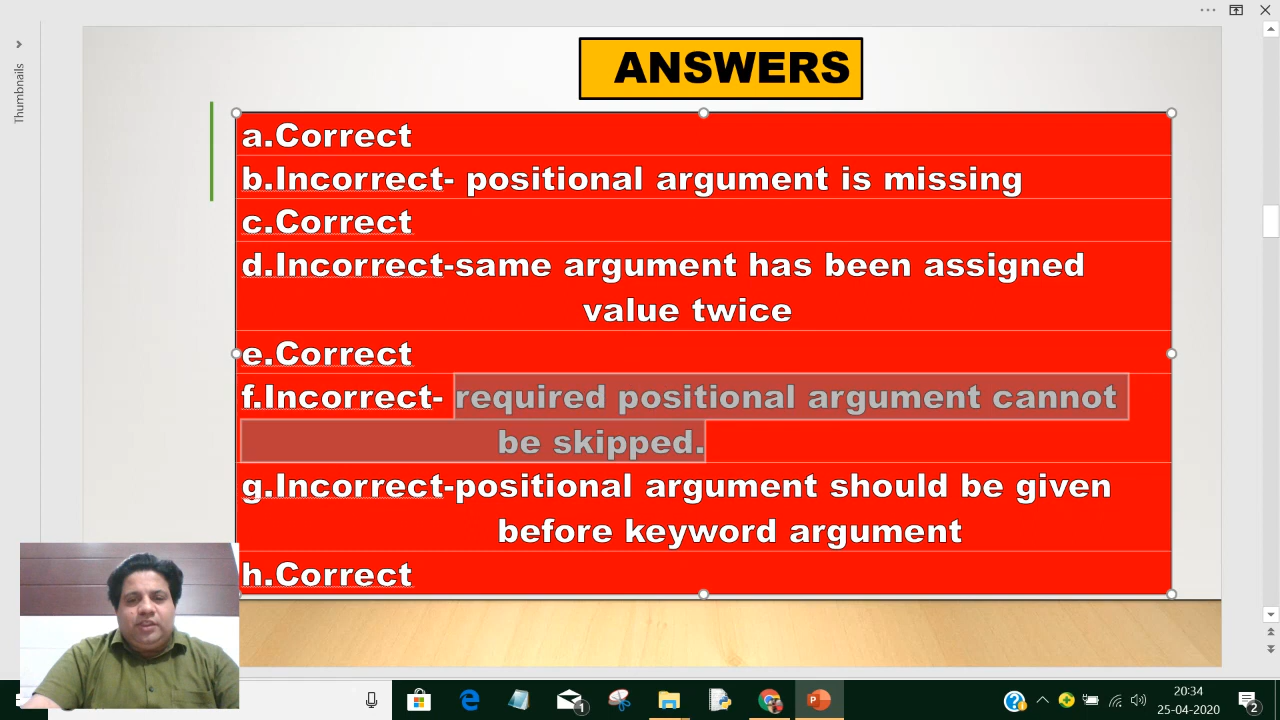 Thumbnails
ANSWERS
a.Correct
b.Incorrect- positional argument is missing
c.Correct
d.Incorrect-same argument has been assigned
value twice
e.Correct
f.Incorrect- required positional argument cannot
be skipped.
g.Incorrect-positional argument should be given
before keyword argument
h.Correct
1
20:34
25-04-2020
2